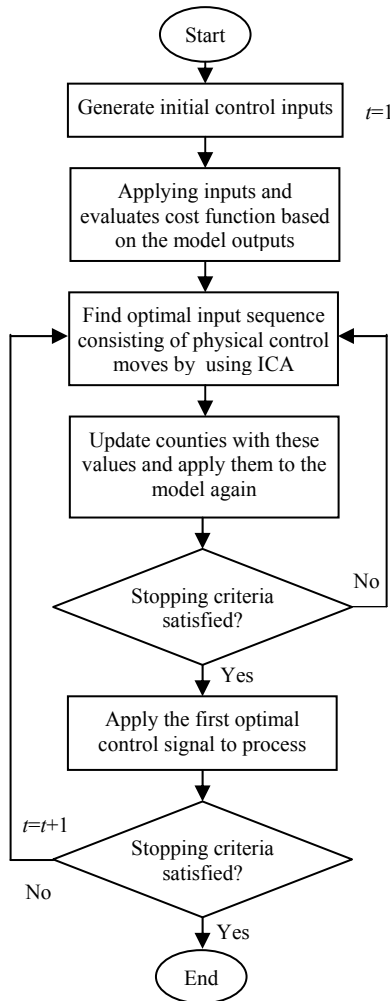 Start
Generate initial control inputs
t=1
Applying inputs and
evaluates cost function based
on the model outputs
Find optimal input sequence
consisting of physical control
moves by using ICA
Update counties with these
values and apply them to the
model again
Stopping criteria
satisfied?
No
Yes
Apply the first optimal
control signal to process
t=t+1
Stopping criteria
satisfied?
No
Yes
End